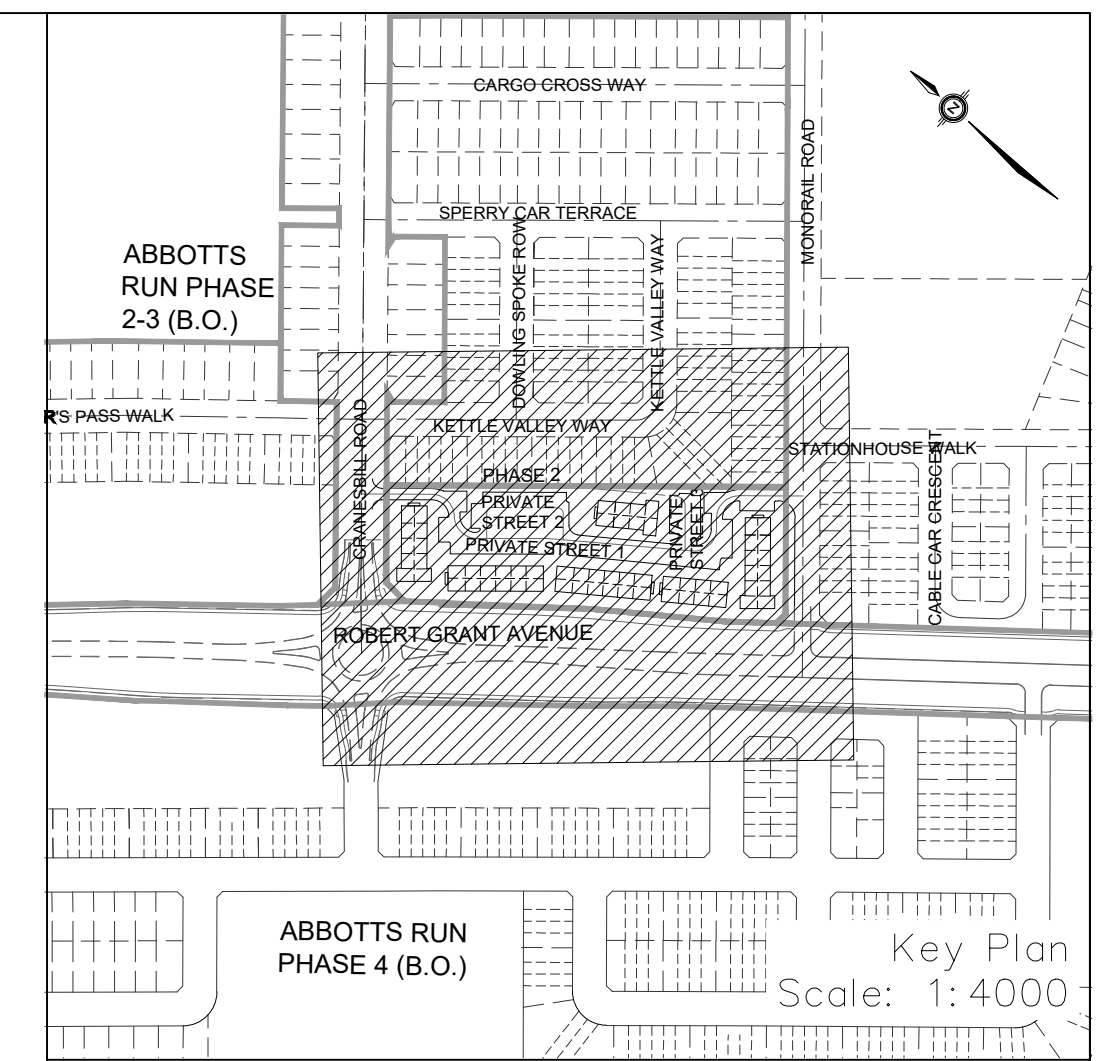 CARGO CROSS WAY
N
MONORAIL ROAD
SPERRY CAR TERRACE
DOWLING SPOKE ROW
KETTLE VALLEY WAY
ABBOTTS
RUN PHASE
2-3 (B.O.)
R'S PASS WALK
CRANESBILL ROAD
KETTLE VALLEY WAY
STATIONHOUSE WALK
CABLE CAR CRESCENT
PHASE 2
PRIVATE
STREET 2
PRIVATE
STREET 3
PRIVATE STREET 1
ROBERT GRANT AVENUE
ABBOTTS RUN
PHASE 4 (B.O.)
Key Plan
Scale: 1:4000